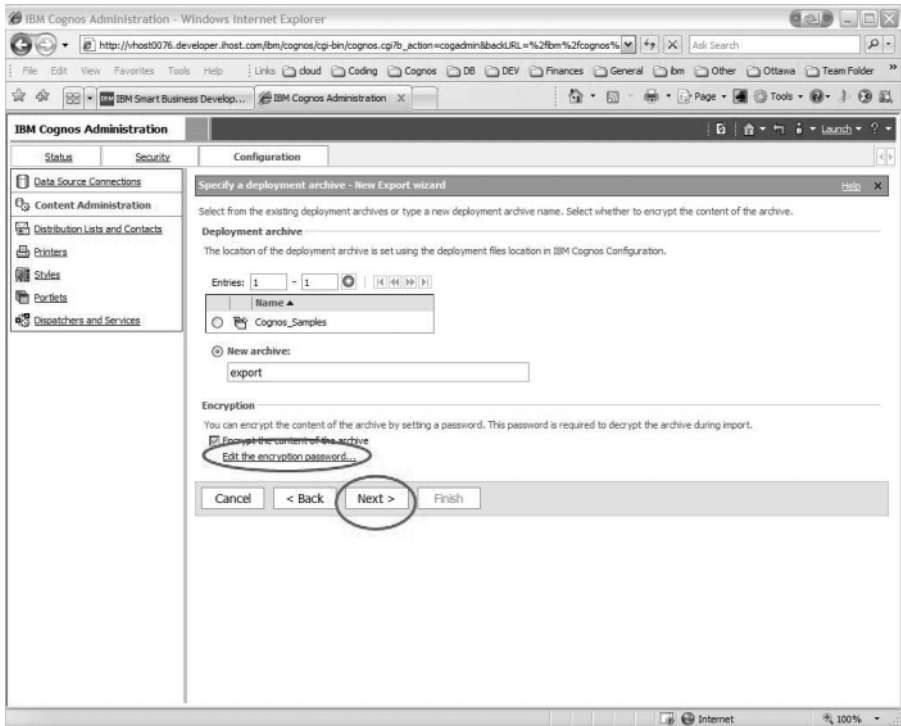 IBM Cognos Administration - Windows Internet Explorer
http://vhost0076.developer.ihost.com/ibm/cognos/cgi-bin/cognos.cgi?b_action=cogadmin&backURL=%2fibm%2fcognos%
Ask Search
File Edit View Favorites Tools Help Links cloud Coding Cognos DB DEV Finances General ibm Other Ottawa Team Folder »
IBM Smart Business Develop... IBM Cognos Administration X Page Tools
IBM Cognos Administration Launch ?
Status Security Configuration
Data Source Connections
Content Administration
Distribution Lists and Contacts
Printers
Styles
Portlets
Dispatchers and Services
Specify a deployment archive - New Export wizard Help x
Select from the existing deployment archives or type a new deployment archive name. Select whether to encrypt the content of the archive.
Deployment archive
The location of the deployment archive is set using the deployment files location in IBM Cognos Configuration.
Entries: 1 - 1
Name
Cognos_Samples
New archive:
export
Encryption
You can encrypt the content of the archive by setting a password. This password is required to decrypt the archive during import.
Encrypt the content of the archive
Edit the encryption password...
Cancel < Back Next > Finish
Internet 100%